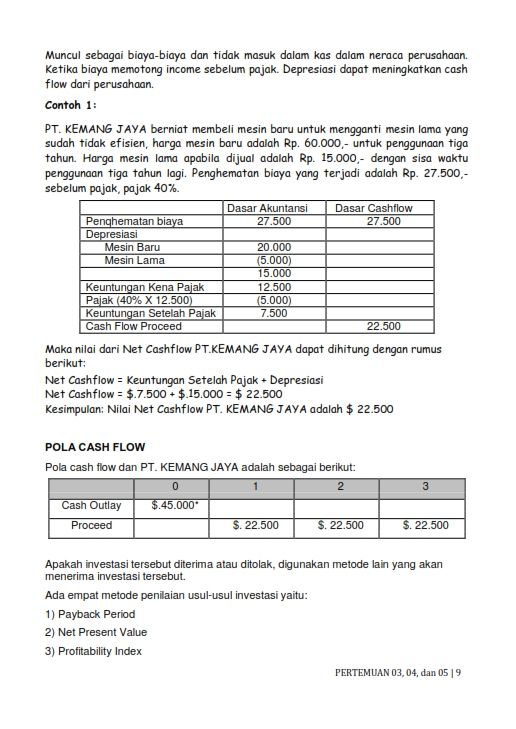 Muncul sebagai biaya-biaya dan tidak masuk dalam kas dalam neraca perusahaan.
Ketika biaya memotong income sebelum pajak. Depresiasi dapat meningkatkan cash
flow dari perusahaan.
Contoh 1:
PT. KEMANG JAYA berniat membeli mesin baru untuk mengganti mesin lama yang
sudah tidak efisien, harga mesin baru adalah Rp. 60.000,- untuk penggunaan tiga
tahun. Harga mesin lama apabila dijual adalah Rp. 15.000,- dengan sisa waktu
penggunaan tiga tahun lagi. Penghematan biaya yang terjadi adalah Rp. 27.500,-
sebelum pajak, pajak 40%.
Dasar Akuntansi Dasar Cashflow
Penghematan biaya 27.500 27.500
Depresiasi
Mesin Baru 20.000
Mesin Lama (5.000)
15.000
Keuntungan Kena Pajak 12.500
Pajak (40% X 12.500) (5.000)
Keuntungan Setelah Pajak 7.500
Cash Flow Proceed 22.500
Maka nilai dari Net Cashflow PT.KEMANG JAYA dapat dihitung dengan rumus
berikut:
Net Cashflow = Keuntungan Setelah Pajak + Depresiasi
Net Cashflow = $.7.500 + $.15.000 = $ 22.500
Kesimpulan: Nilai Net Cashflow PT. KEMANG JAYA adalah $ 22.500
POLA CASH FLOW
Pola cash flow dan PT. KEMANG JAYA adalah sebagai berikut:
0 1 2 3
Cash Outlay $.45.000*
Proceed $. 22.500 $. 22.500 $. 22.500
Apakah investasi tersebut diterima atau ditolak, digunakan metode lain yang akan
menerima investasi tersebut.
Ada empat metode penilaian usul-usul investasi yaitu:
1) Payback Period
2) Net Present Value
3) Profitability Index
PERTEMUAN 03, 04, dan 05 | 9